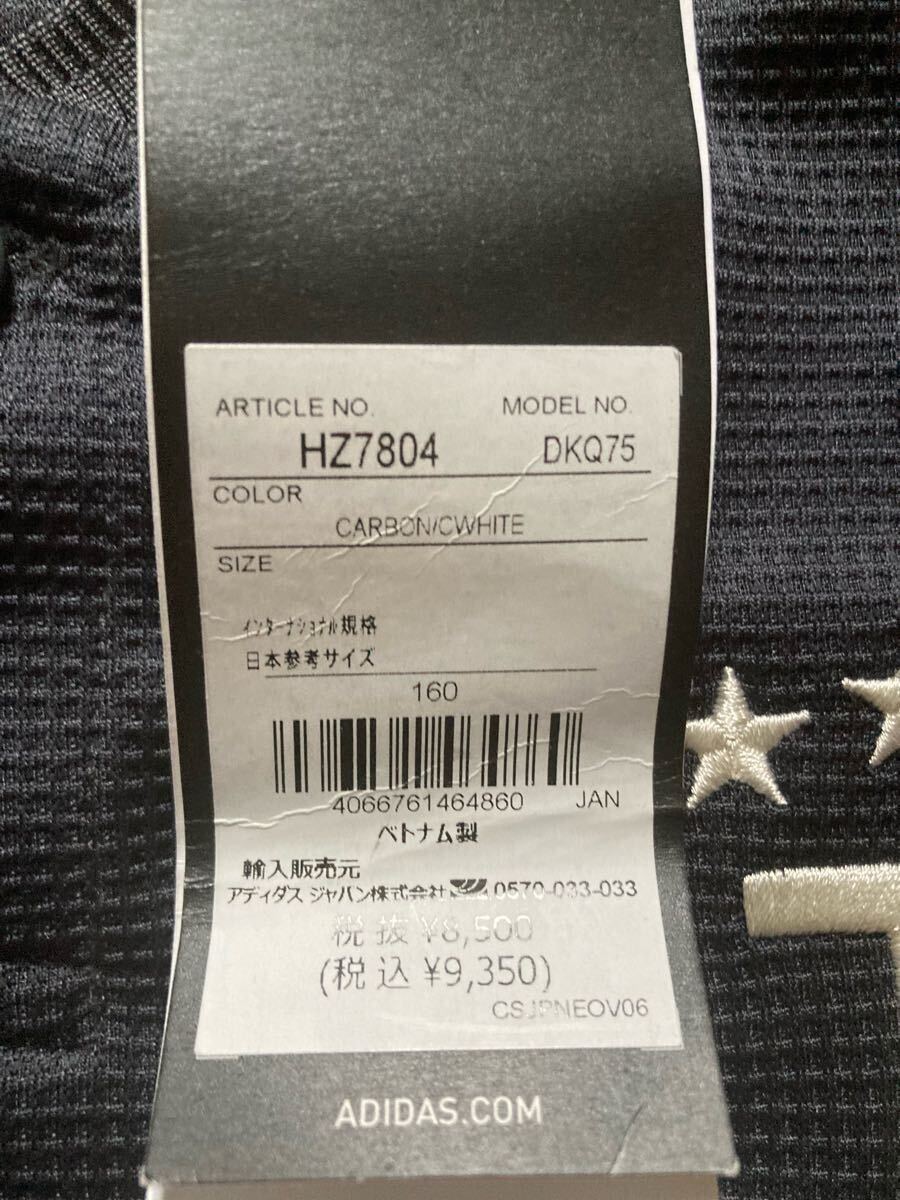 ARTICLE NO. MODEL NO.
HZ7804 DKQ75
COLOR
CARBON/CWHITE
SIZE
インターナショナル規格
日本参考サイズ
160
4066761464860 JAN
ベトナム製
輸入販売元
アディダス ジャパン株式会社 0570-033-033
税抜 ¥8,500
(税込 ¥9,350)
CSJPNEOV06
ADIDAS.COM